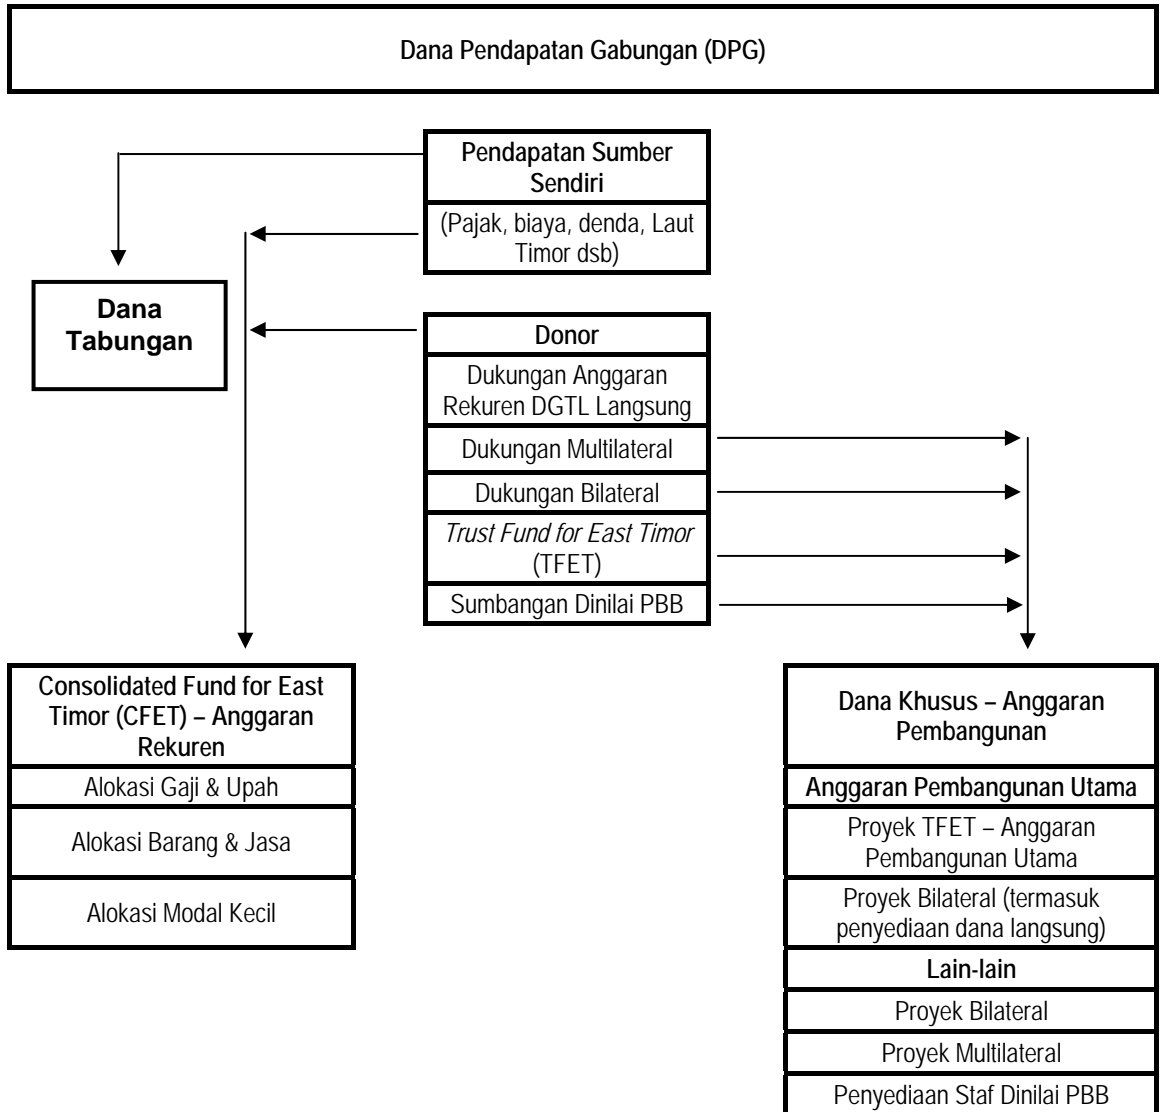 Dana Pendapatan Gabungan (DPG)
Pendapatan Sumber
Sendiri
(Pajak, biaya, denda, Laut
Timor dsb)
Dana
Tabungan
Donor
Dukungan Anggaran
Rekuren DGTL Langsung
Dukungan Multilateral
Dukungan Bilateral
Trust Fund for East Timor
(TFET)
Sumbangan Dinilai PBB
Consolidated Fund for East
Timor (CFET) – Anggaran
Rekuren
Alokasi Gaji & Upah
Alokasi Barang & Jasa
Alokasi Modal Kecil
Dana Khusus – Anggaran
Pembangunan
Anggaran Pembangunan Utama
Proyek TFET – Anggaran
Pembangunan Utama
Proyek Bilateral (termasuk
penyediaan dana langsung)
Lain-lain
Proyek Bilateral
Proyek Multilateral
Penyediaan Staf Dinilai PBB